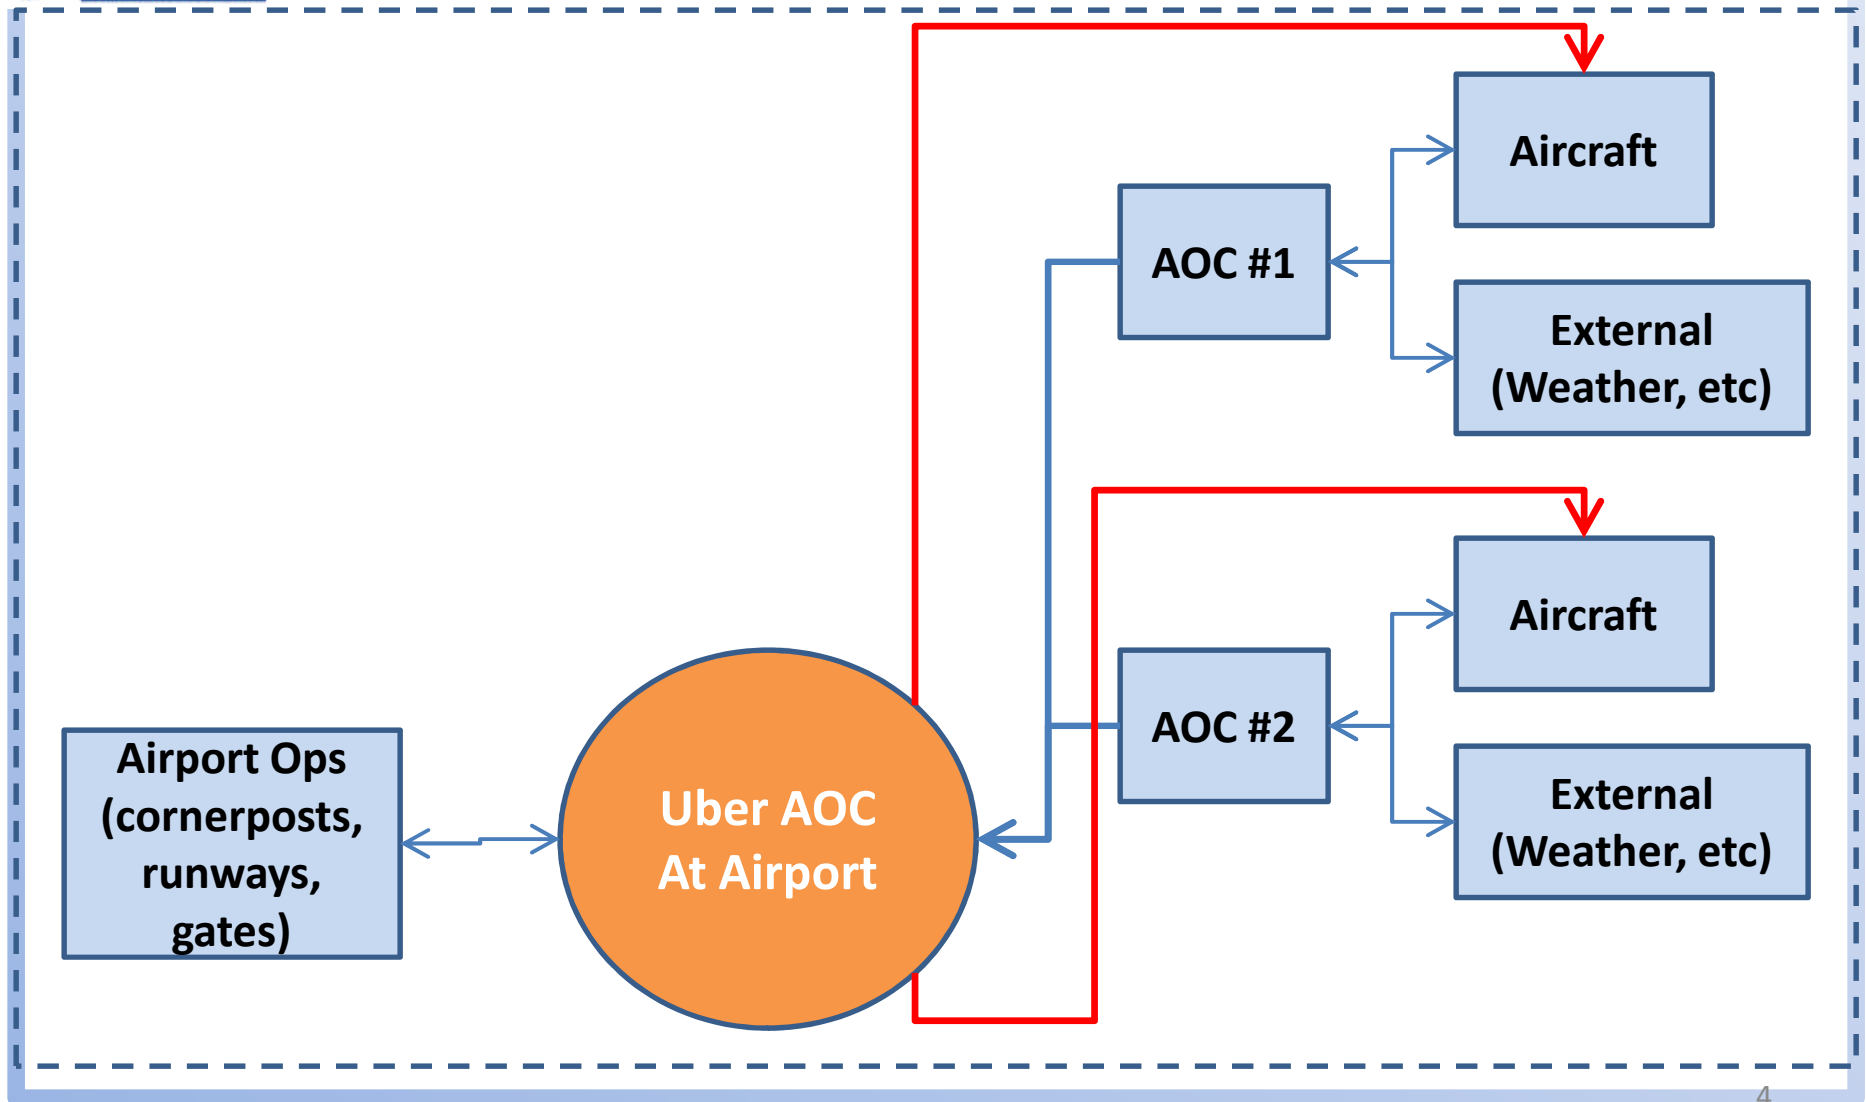 Aircraft
AOC #1
External
(Weather, etc)
Aircraft
AOC #2
External
(Weather, etc)
Airport Ops
(cornerposts,
runways,
gates)
Uber AOC
At Airport
4